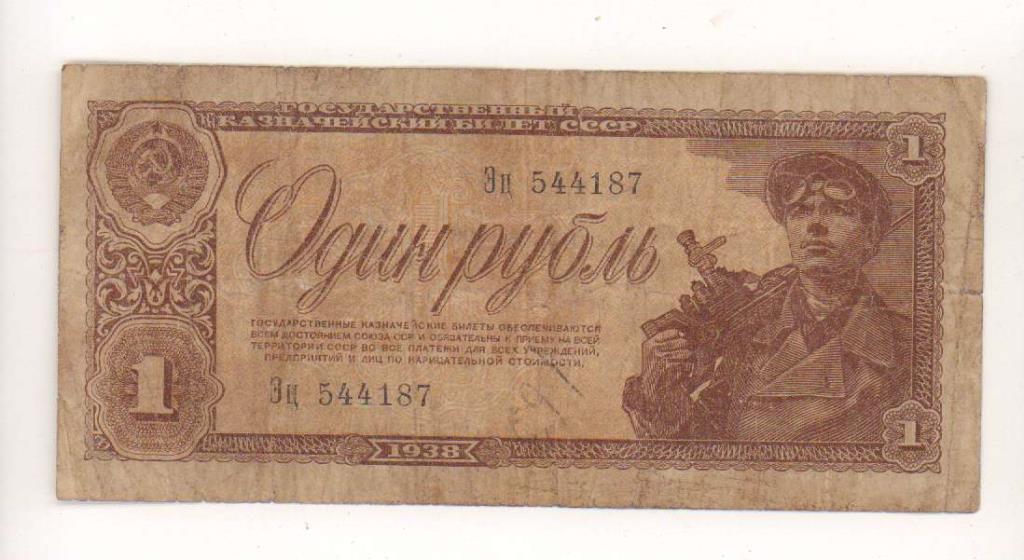 ГОСУДАРСТВЕННЫЙ
КАЗНАЧЕЙСКИЙ БИЛЕТ СССР
1
Эц 544187
Один рубль
ГОСУДАРСТВЕННЫЕ КАЗНАЧЕЙСКИЕ БИЛЕТЫ ОБЕСПЕЧИВАЮТСЯ
ВСЕМ ДОСТОЯНИЕМ СОЮЗА ССР И ОБЯЗАТЕЛЬНЫ К ПРИЕМУ НА ВСЕЙ
ТЕРРИТОРИИ СССР ВО ВСЕ ПЛАТЕЖИ ДЛЯ ВСЕХ УЧРЕЖДЕНИЙ,
ПРЕДПРИЯТИЙ И ЛИЦ ПО НАРИЦАТЕЛЬНОЙ СТОИМОСТИ.
1
Эц 544187
1938
1